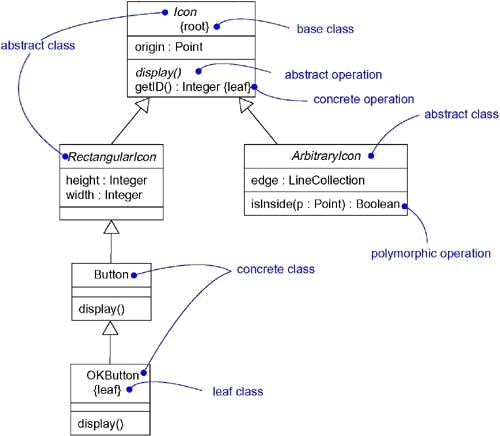 Icon
{root}
base class
abstract class
origin : Point
display()
abstract operation
getID() : Integer {leaf}
concrete operation
abstract class
RectangularIcon
ArbitraryIcon
height : Integer
width : Integer
edge : LineCollection
isInside(p : Point) : Boolean
polymorphic operation
Button
concrete class
display()
OKButton
{leaf}
leaf class
display()